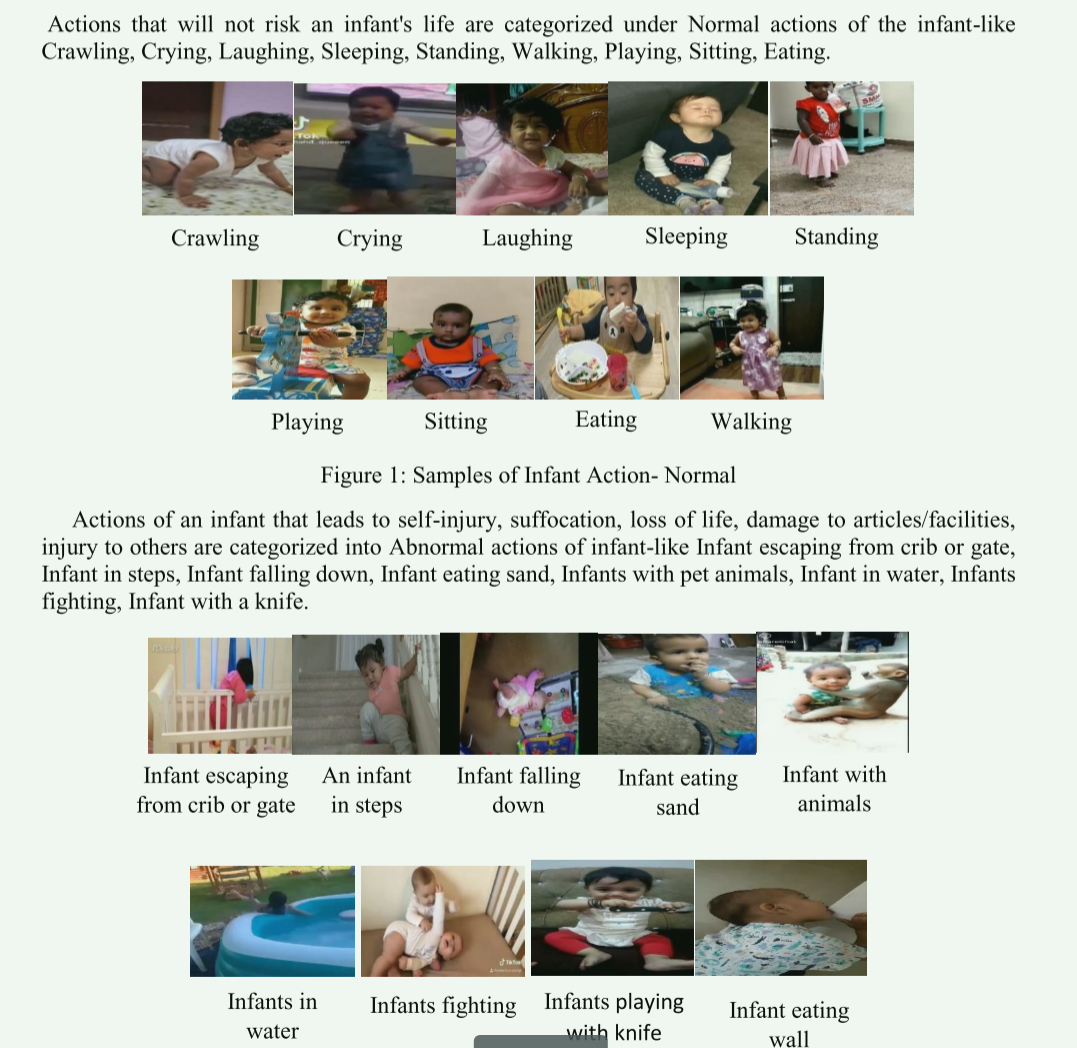 Actions that will not risk an infant's life are categorized under Normal actions of the infant-like
Crawling, Crying, Laughing, Sleeping, Standing, Walking, Playing, Sitting, Eating.
Crawling
Crying
Laughing
Sleeping
Standing
Playing
Sitting
Eating
Walking
Figure 1: Samples of Infant Action- Normal
Actions of an infant that leads to self-injury, suffocation, loss of life, damage to articles/facilities,
injury to others are categorized into Abnormal actions of infant-like Infant escaping from crib or gate,
Infant in steps, Infant falling down, Infant eating sand, Infants with pet animals, Infant in water, Infants
fighting, Infant with a knife.
Infant escaping
from crib or gate
An infant
in steps
Infant falling
down
Infant eating
sand
Infant with
animals
Infants in
water
Infants fighting
Infants playing
with knife
Infant eating
wall